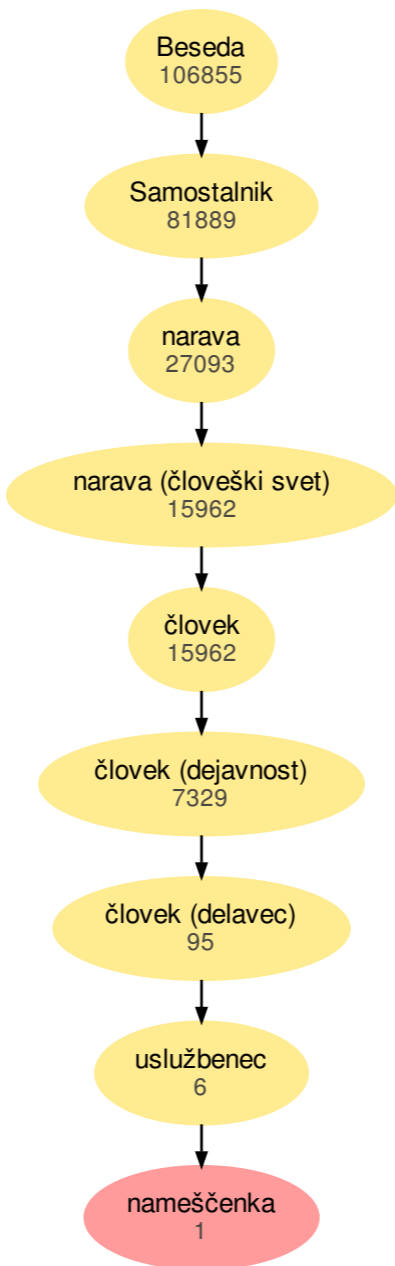 Beseda
106855
Samostalnik
81889
narava
27093
narava (človeški svet)
15962
človek
15962
človek (dejavnost)
7329
človek (delavec)
95
uslužbenec
6
nameščenka
1